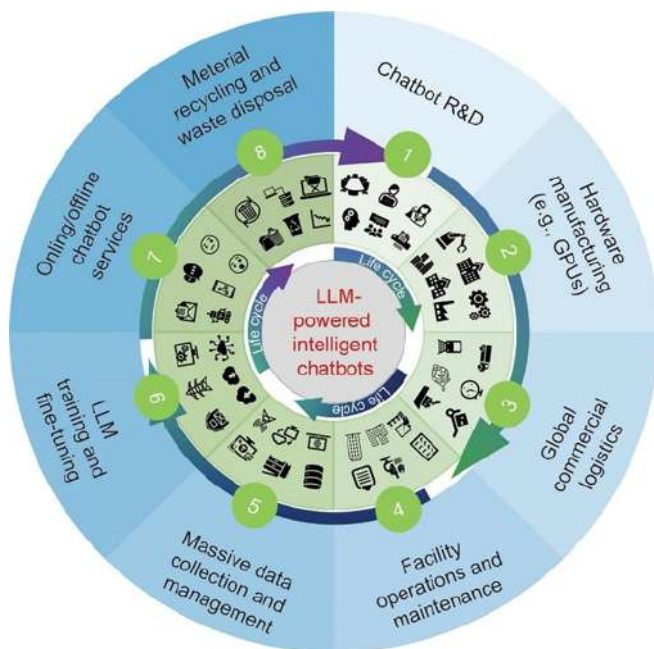 Chatbot R&D
1
Hardware
manufacturing
(e.g., GPUs)
2
Global
commercial
logistics
3
Facility
operations and
maintenance
4
Massive data
collection and
management
5
LLM
training and
fine-tuning
6
Onling/offline
chatbot
services
7
Meterial
recycling and
waste disposal
8
Life cycle
Life cycle
Life cycle
LLM-
powered
intelligent
chatbots